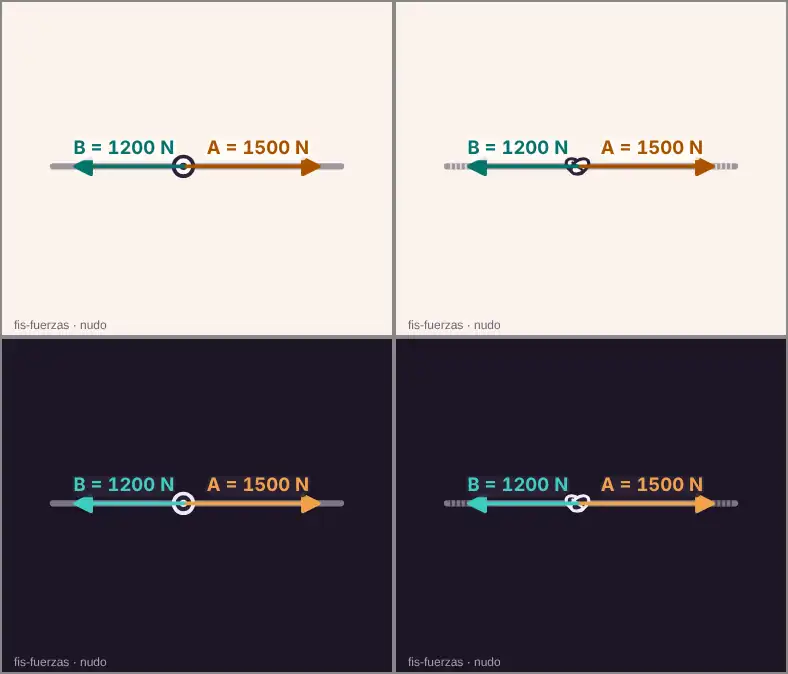 B = 1200 N A = 1500 N
fis-fuerzas · nudo
B = 1200 N A = 1500 N
fis-fuerzas · nudo
B = 1200 N A = 1500 N
fis-fuerzas · nudo
B = 1200 N A = 1500 N
fis-fuerzas · nudo